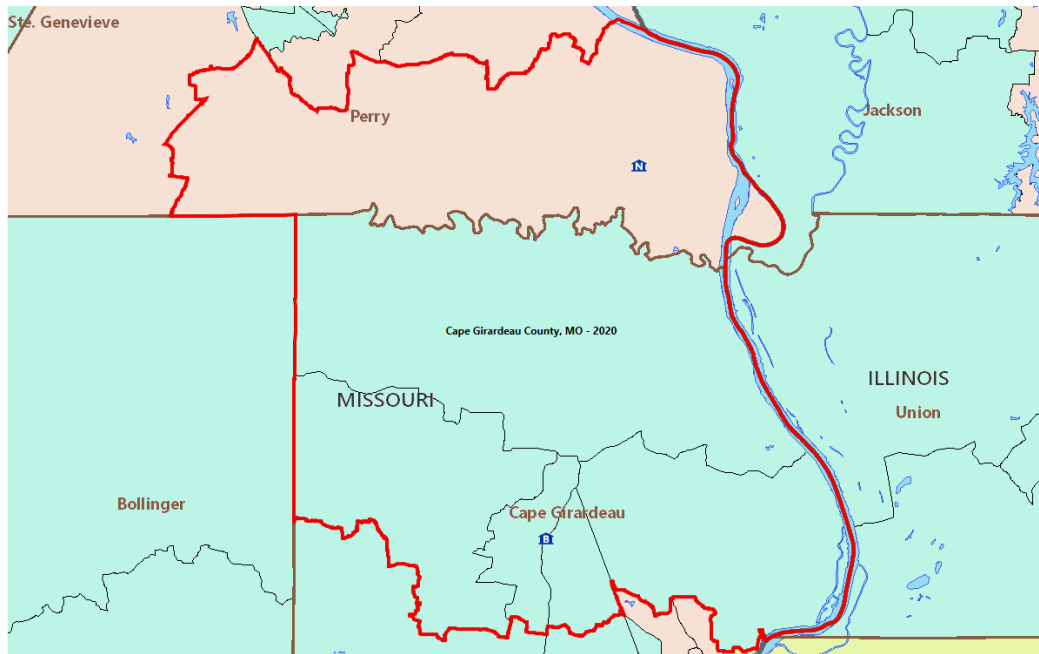 Ste. Genevieve
Perry
Jackson
N
Cape Girardeau County, MO - 2020
ILLINOIS
MISSOURI
Union
Bollinger
Cape Girardeau
B